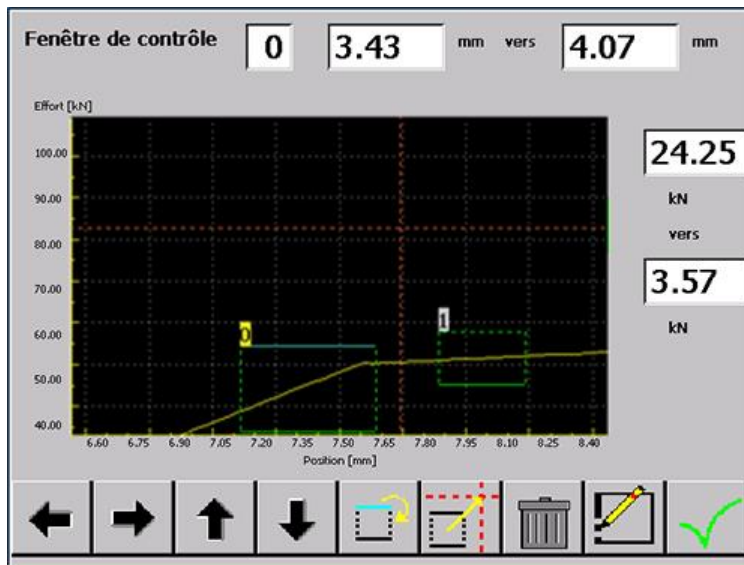 Fenêtre de contrôle 0 3.43 mm vers 4.07 mm
Effort [kN]
100.00
90.00
80.00
70.00
60.00
50.00
40.00
24.25
kN
vers
3.57
kN
0
1
6.60 6.75 6.90 7.05 7.20 7.35 7.50 7.65 7.80 7.95 8.10 8.25 8.40
Position [mm]